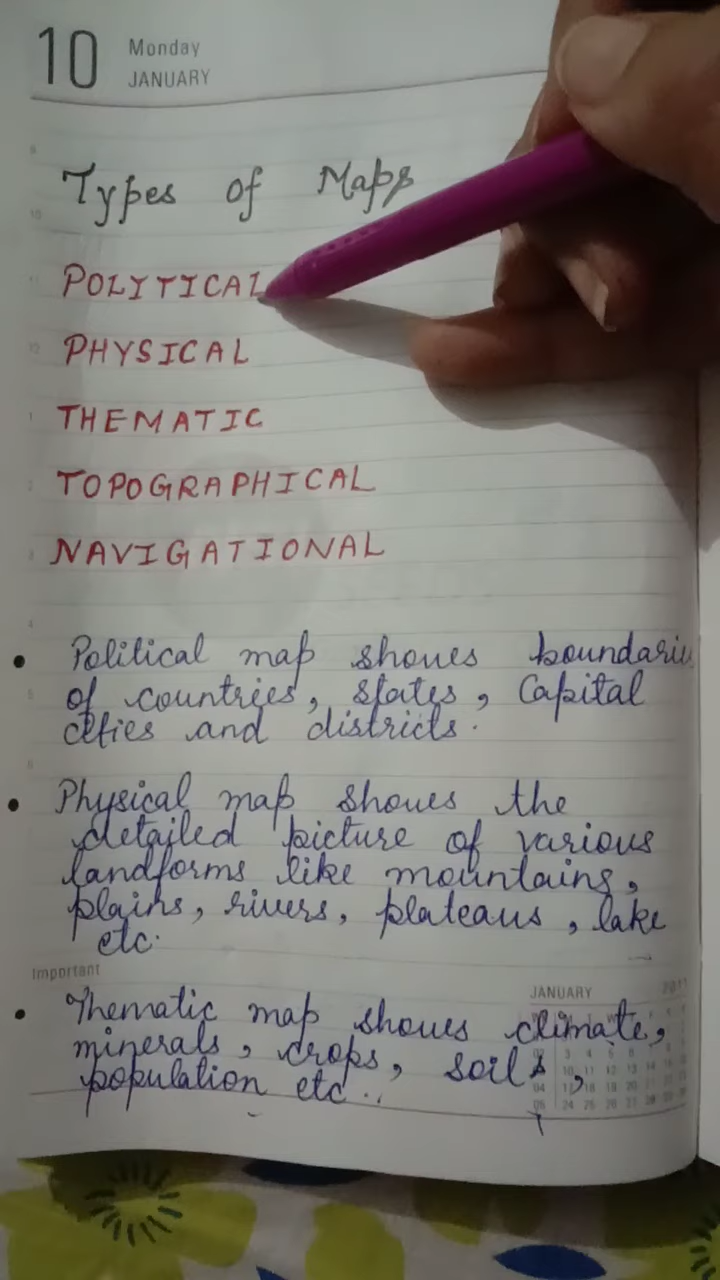 10 Monday
JANUARY
Types of Maps
POLITICAL
PHYSICAL
THEMATIC
TOPOGRAPHICAL
NAVIGATIONAL
• Political map shows boundaries
of countries, states, Capital
cities and districts.
• Physical map shows the
detailed picture of various
landforms like mountains,
plains, rivers, plateaus, lake
etc.
Important
JANUARY
• Thematic map shows climate,
minerals, crops, soils,
population etc..